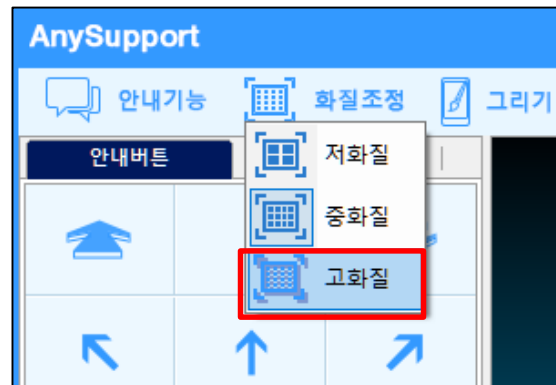 AnySupport
안내기능 화질조정 그리기
안내버튼
저화질
중화질
고화질